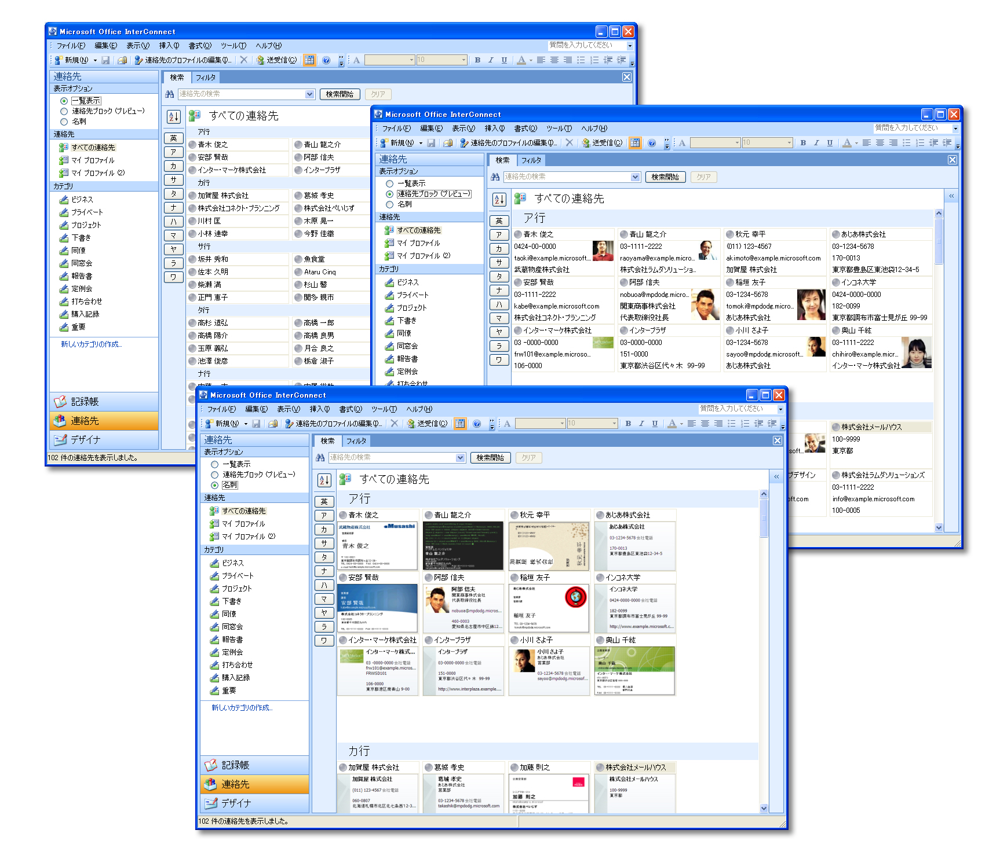 Microsoft Office InterConnect
ファイル(F) 編集(E) 表示(V) 挿入(I) 書式(O) ツール(T) ヘルプ(H) 質問を入力してください
新規(N) 連絡先のプロファイルの編集(I)... 送受信(C) A 10 B I U A
連絡先
表示オプション
一覧表示
連絡先ブロック (プレビュー)
名刺
連絡先
すべての連絡先
マイ プロファイル
マイ プロファイル (2)
カテゴリ
ビジネス
プライベート
プロジェクト
下書き
同僚
同窓会
報告書
定例会
打ち合わせ
購入記録
重要
新しいカテゴリの作成...
記録帳
連絡先
デザイナ
102 件の連絡先を表示しました。
検索 フィルタ
連絡先の検索 検索開始 クリア
すべての連絡先
英
ア
カ
サ
タ
ナ
ハ
マ
ヤ
ラ
ワ
ア行
青木 俊之 青山 龍之介
安部 賢哉 阿部 信夫
インター・マーケ株式会社 インタープラザ
カ行
加賀屋 株式会社 葛城 孝史
株式会社コネクト・プランニング 株式会社ぺいじず
川村 匡 木原 晃一
小林 達幸 今野 佳織
サ行
坂井 秀和 魚食堂
佐本 久明 Ataru Cinq
柴瀬 満 杉山 馨
正門 恵子 関多 親市
タ行
高杉 道弘 高橋 一郎
高橋 陽介 高橋 良男
玉原 義弘 月合 良之
池澤 俊彦 栃倉 淑子
ナ行
Microsoft Office InterConnect
ファイル(F) 編集(E) 表示(V) 挿入(I) 書式(O) ツール(T) ヘルプ(H) 質問を入力してください
新規(N) 連絡先のプロファイルの編集(I)... 送受信(C) A 10 B I U A
連絡先
表示オプション
一覧表示
連絡先ブロック (プレビュー)
名刺
連絡先
すべての連絡先
マイ プロファイル
マイ プロファイル (2)
カテゴリ
ビジネス
プライベート
プロジェクト
下書き
同僚
同窓会
報告書
定例会
打ち合わせ
検索 フィルタ
連絡先の検索 検索開始 クリア
すべての連絡先
英
ア
カ
サ
タ
ナ
ハ
マ
ヤ
ラ
ワ
ア行
青木 俊之 青山 龍之介 秋元 幸平 あじあ株式会社
0424-00-0000 03-1111-2222 (011) 123-4567 03-1234-5678
taoki@example.microsoft... raoyama@example.micro... akimoto@example.microsoft.com 170-0013
武蔵物産株式会社 株式会社ラムダソリューショ... 加賀屋 株式会社 東京都豊島区東池袋12-34-5
安部 賢哉 阿部 信夫 稲垣 友子 インコネ大学
03-1111-2222 nobuoa@mpdodg.micro... 03-1234-5678 0424-0000-0000
kabe@example.microsoft.com 関東商事株式会社 tomoki@mpdodg.micros... 182-0099
株式会社コネクト・プランニング 代表取締役社長 あじあ株式会社 東京都調布市富士見が丘 99-99
インター・マーケ株式会社 インタープラザ 小川 さよ子 奥山 千紘
03 -0000-0000 03-0000-0000 03-1234-5678 03-1111-2222
frw101@example.microso... 151-0000 sayoo@mpdodg.microsoft... chihiro@example.micr...
106-0000 東京都渋谷区代々木 99-99 あじあ株式会社 インター・マーケ株式会社
株式会社メールハウス
100-9999
soft... 東京都
ブデザイン 株式会社ラムダソリューションズ
03-1111-2222
ft.com info@example.microsoft.com
100-0005
Microsoft Office InterConnect
ファイル(F) 編集(E) 表示(V) 挿入(I) 書式(O) ツール(T) ヘルプ(H) 質問を入力してください
新規(N) 連絡先のプロファイルの編集(I)... 送受信(C) A 10 B I U A
連絡先
表示オプション
一覧表示
連絡先ブロック (プレビュー)
名刺
連絡先
すべての連絡先
マイ プロファイル
マイ プロファイル (2)
カテゴリ
ビジネス
プライベート
プロジェクト
下書き
同僚
同窓会
報告書
定例会
打ち合わせ
購入記録
重要
新しいカテゴリの作成...
記録帳
連絡先
デザイナ
102 件の連絡先を表示しました。
検索 フィルタ
連絡先の検索 検索開始 クリア
すべての連絡先
英
ア
カ
サ
タ
ナ
ハ
マ
ヤ
ラ
ワ
ア行
青木 俊之 青山 龍之介 秋元 幸平 あじあ株式会社
武蔵物産株式会社 Musashi
青木 俊之
青山 龍之介
加賀屋 株式会社
秋元 幸平
あじあ株式会社
03-1234-5678 会社電話
170-0013
東京都豊島区東池袋12-34-5
安部 賢哉 阿部 信夫 稲垣 友子 インコネ大学
安部 賢哉
株式会社コネクト・プランニング
阿部 信夫
関東商事株式会社
代表取締役社長
nobuoa@mpdodg.micros...
460-0003
愛知県名古屋市中区錦12...
あじあ株式会社
稲垣 友子
TEL 03-1234-5678
インコネ大学
0424-0000-0000 会社電話
182-0099
東京都調布市富士見が丘 99-99
http://www.example.microsoft.c...
インター・マーケ株式会社 インタープラザ 小川 さよ子 奥山 千紘
インター・マーケ株式...
03 -0000-0000 会社電話
frw101@example.micros...
FRWSD101
106-0000
東京都港区南青山 9-00
インタープラザ
03-0000-0000 会社電話
151-0000
東京都渋谷区代々木 99-99
http://www.interplaza.example....
小川 さよ子
あじあ株式会社
営業部
03-1234-5678 会社電話
sayoo@mpdodg.microsof...
奥山 千紘
インター・マーケ株式会社
カ行
加賀屋 株式会社 葛城 孝史 加藤 則之 株式会社メールハウス
加賀屋 株式会社
(011) 123-4567 会社電話
060-0807
北海道札幌市北区北七条西12-3...
葛城 孝史
あじあ株式会社
営業部
03-1234-5678 会社電話
takashik@mpdodg.microsoft.com
加藤 則之
株式会社ぺいじず
株式会社メールハウス
100-9999
東京都